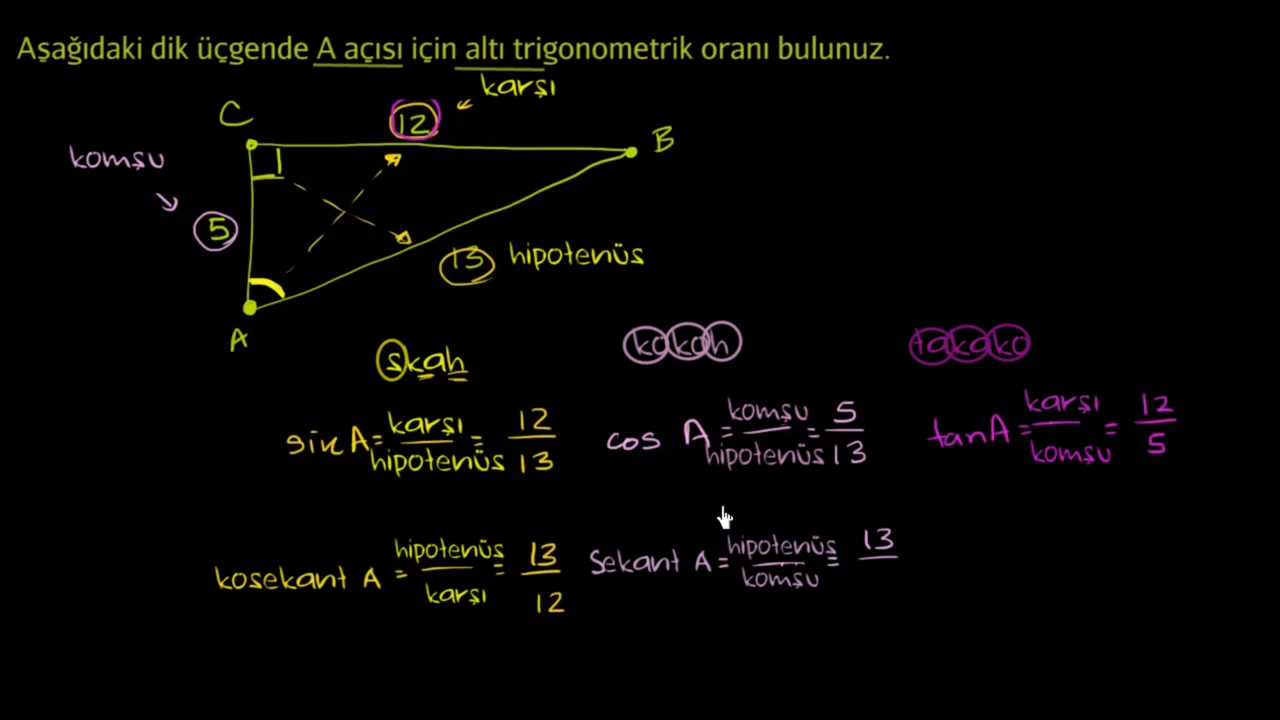 Aşağıdaki dik üçgende A açısı için altı trigonometrik oranı bulunuz.
karşı
C 12 B
komşu
5
13 hipotenüs
A
skah kokoh takako
sin A = karşı / hipotenüs = 12 / 13 cos A = komşu / hipotenüs = 5 / 13 tan A = karşı / komşu = 12 / 5
kosekant A = hipotenüs / karşı = 13 / 12 Sekant A = hipotenüs / komşu = 13